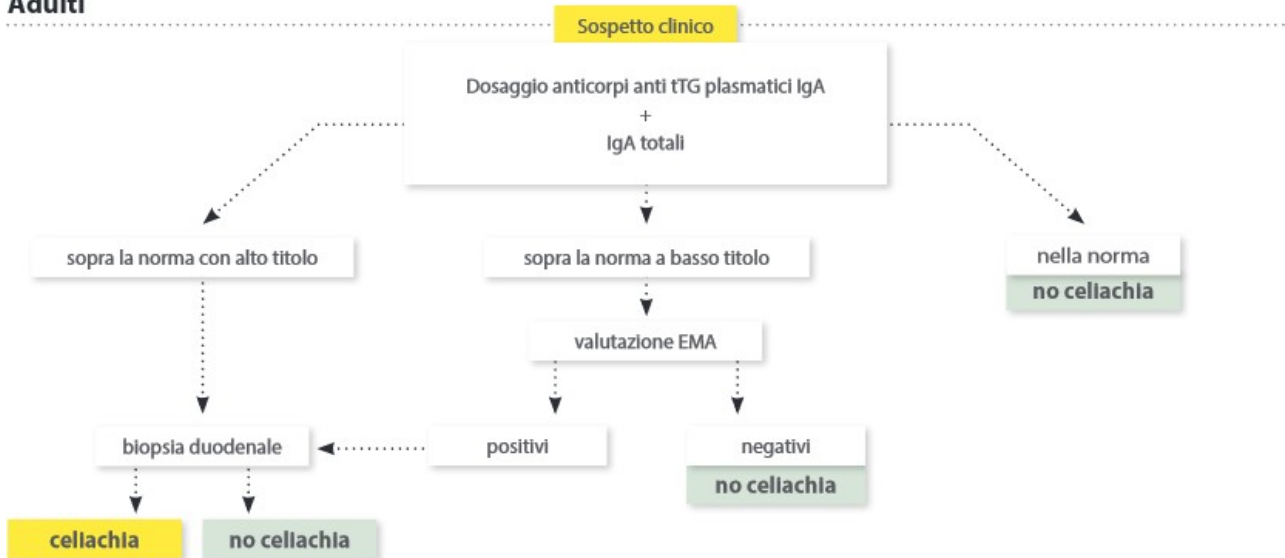 Adulti
Sospetto clinico
Dosaggio anticorpi anti tTG plasmatici IgA
+
IgA totali
sopra la norma con alto titolo
sopra la norma a basso titolo
nella norma
no celiachia
valutazione EMA
biopsia duodenale
positivi
negativi
no celiachia
celiachia
no celiachia